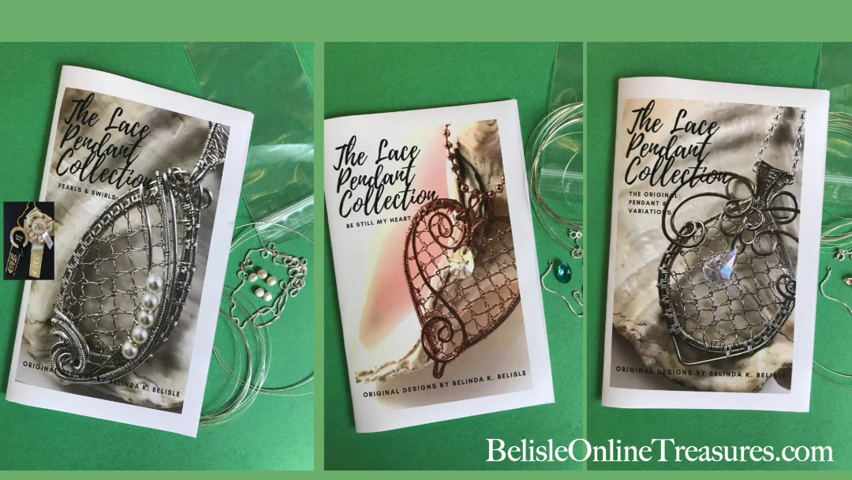 The Lace
Pendant
Collection
PEARLS & SWIRLS
ORIGINAL DESIGNS BY BELINDA K. BELISLE
The Lace
Pendant
Collection
BE STILL MY HEART
ORIGINAL DESIGNS BY BELINDA K. BELISLE
The Lace
Pendant
Collection
THE ORIGINAL
PENDANT &
VARIATIONS
ORIGINAL DESIGNS BY BELINDA K. BELISLE
BelisleOnlineTreasures.com